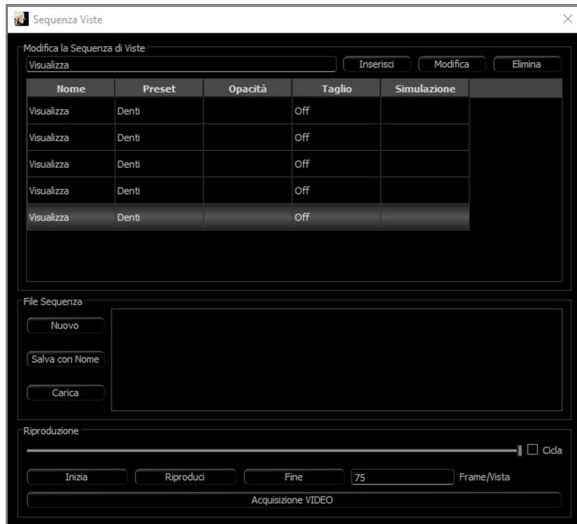 Sequenza Viste
Modifica la Sequenza di Viste
Visualizza Inserisci Modifica Elimina
Nome Preset Opacità Taglio Simulazione
Visualizza Denti Off
Visualizza Denti Off
Visualizza Denti Off
Visualizza Denti Off
Visualizza Denti Off
File Sequenza
Nuovo
Salva con Nome
Carica
Riproduzione
Cicla
Inizia Riproduci Fine 75 Frame/Vista
Acquisizione VIDEO